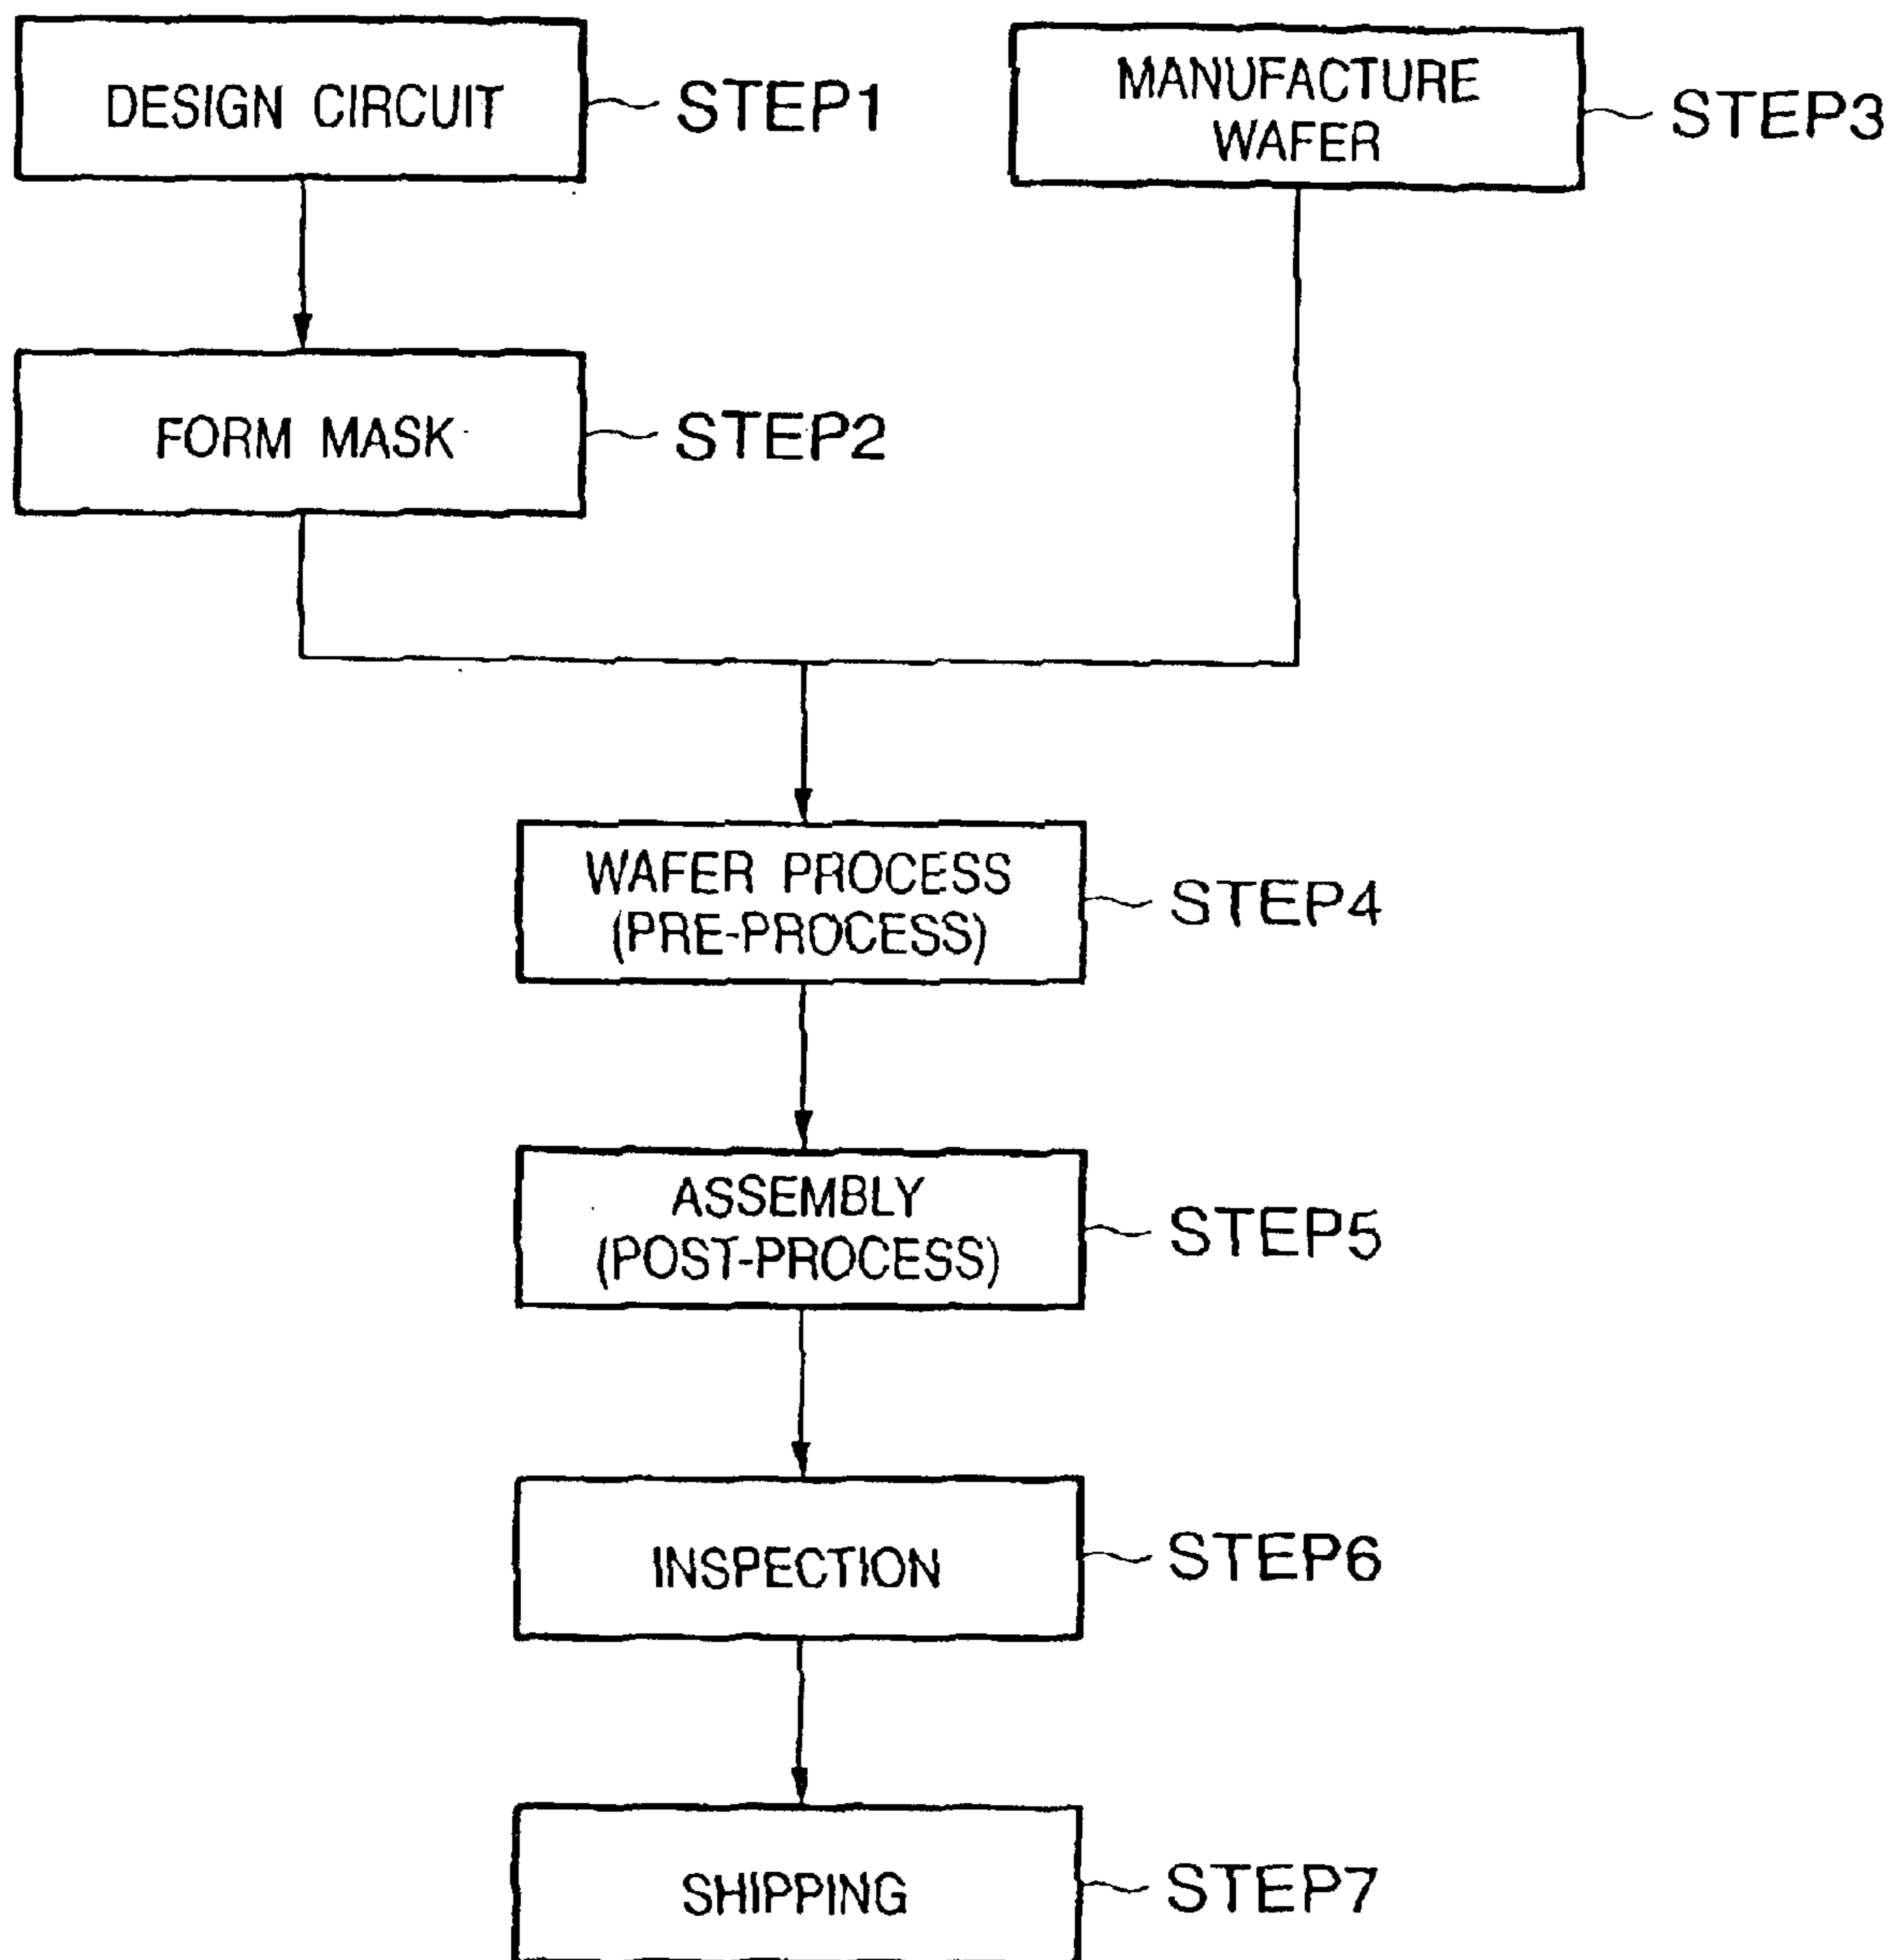 DESIGN CIRCUIT
STEP1
MANUFACTURE
WAFER
STEP3
FORM MASK
STEP2
WAFER PROCESS
(PRE-PROCESS)
STEP4
ASSEMBLY
(POST-PROCESS)
STEP5
INSPECTION
STEP6
SHIPPING
STEP7